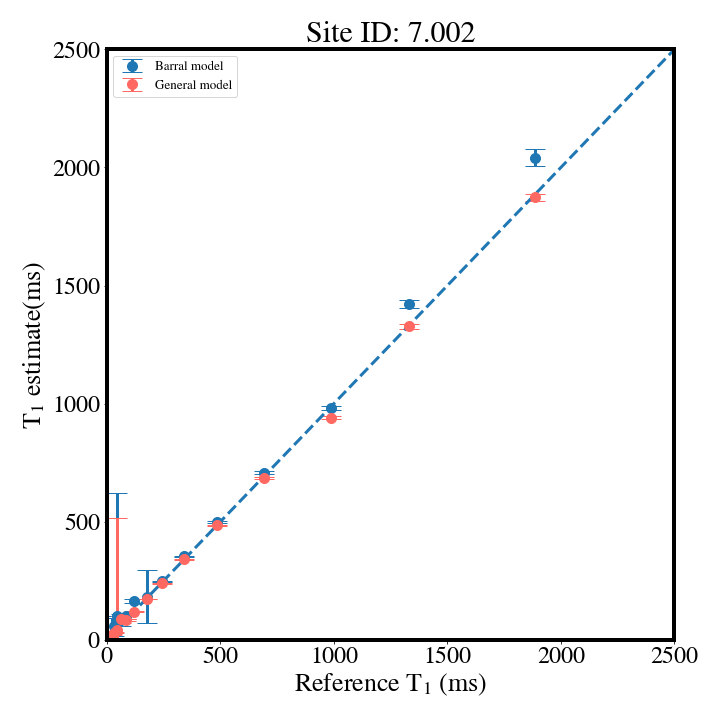 Site ID: 7.002
2500
2000
1500
1000
500
0
T₁ estimate(ms)
Barral model
General model
0 500 1000 1500 2000 2500
Reference T₁ (ms)